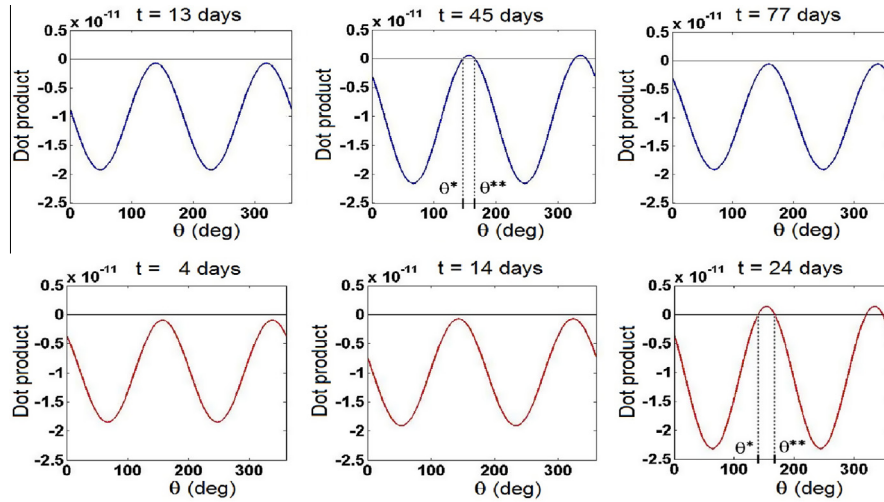 t = 13 days
t = 45 days
t = 77 days
x 10⁻¹¹
x 10⁻¹¹
x 10⁻¹¹
0.5
0
-0.5
-1
-1.5
-2
-2.5
Dot product
0 100 200 300
θ (deg)
0.5
0
-0.5
-1
-1.5
-2
-2.5
Dot product
θ* θ**
0 100 200 300
θ (deg)
0.5
0
-0.5
-1
-1.5
-2
-2.5
Dot product
0 100 200 300
θ (deg)
t = 4 days
t = 14 days
t = 24 days
x 10⁻¹¹
x 10⁻¹¹
x 10⁻¹¹
0.5
0
-0.5
-1
-1.5
-2
-2.5
Dot product
0 100 200 300
θ (deg)
0.5
0
-0.5
-1
-1.5
-2
-2.5
Dot product
0 100 200 300
θ (deg)
0.5
0
-0.5
-1
-1.5
-2
-2.5
Dot product
θ* θ**
0 100 200 300
θ (deg)